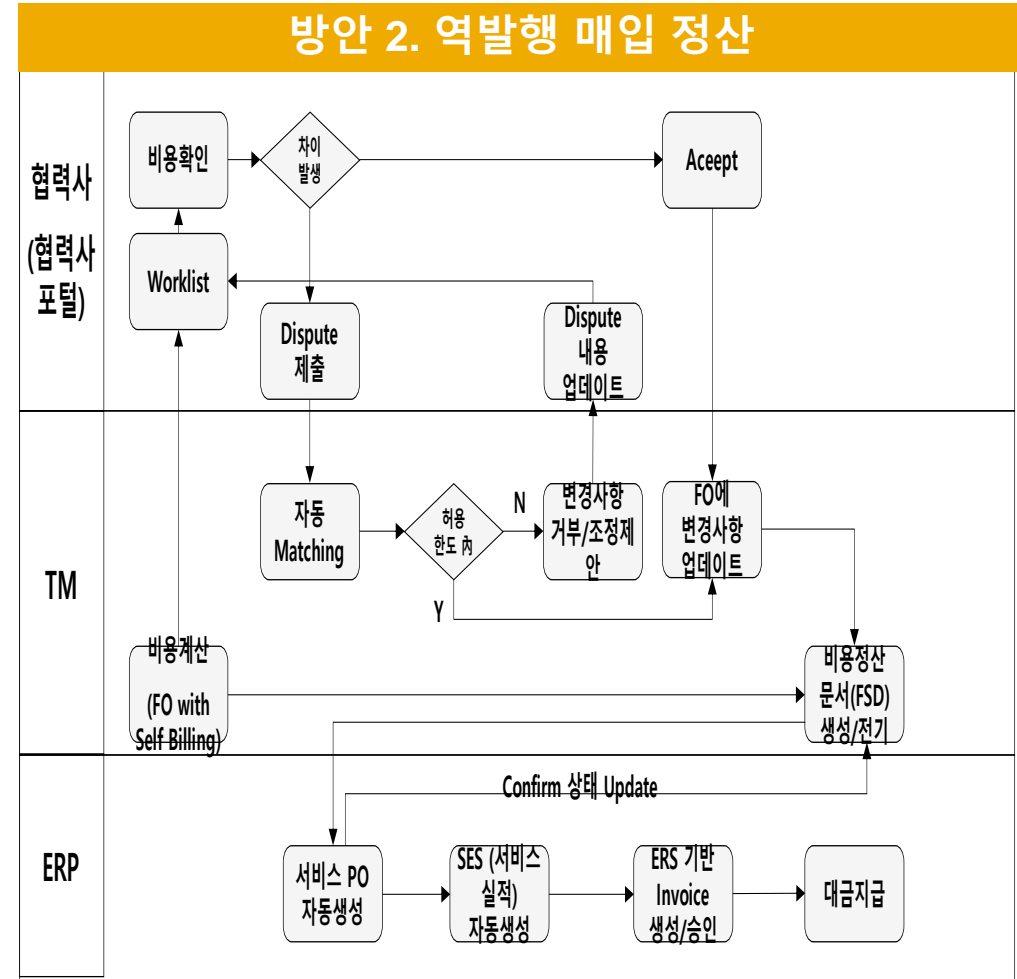 방안 2. 역발행 매입 정산
협력사
(협력사
포털)
비용확인
차이
발생
Aceept
Worklist
Dispute
제출
Dispute
내용
업데이트
TM
자동
Matching
허용
한도 內
N
Y
변경사항
거부/조정제
안
FO에
변경사항
업데이트
비용계산
(FO with
Self Billing)
비용정산
문서(FSD)
생성/전기
ERP
Confirm 상태 Update
서비스 PO
자동생성
SES (서비스
실적)
자동생성
ERS 기반
Invoice
생성/승인
대금지급